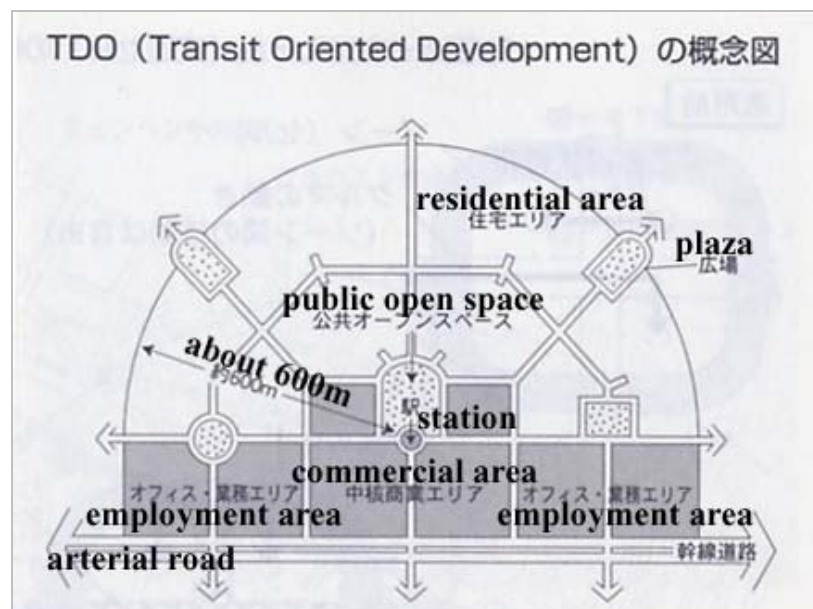 TDO（Transit Oriented Development）の概念図
residential area
住宅エリア
plaza
広場
public open space
公共オープンスペース
about 600m
約600m
駅
station
commercial area
オフィス・業務エリア
中核商業エリア
オフィス・業務エリア
employment area
employment area
arterial road
幹線道路